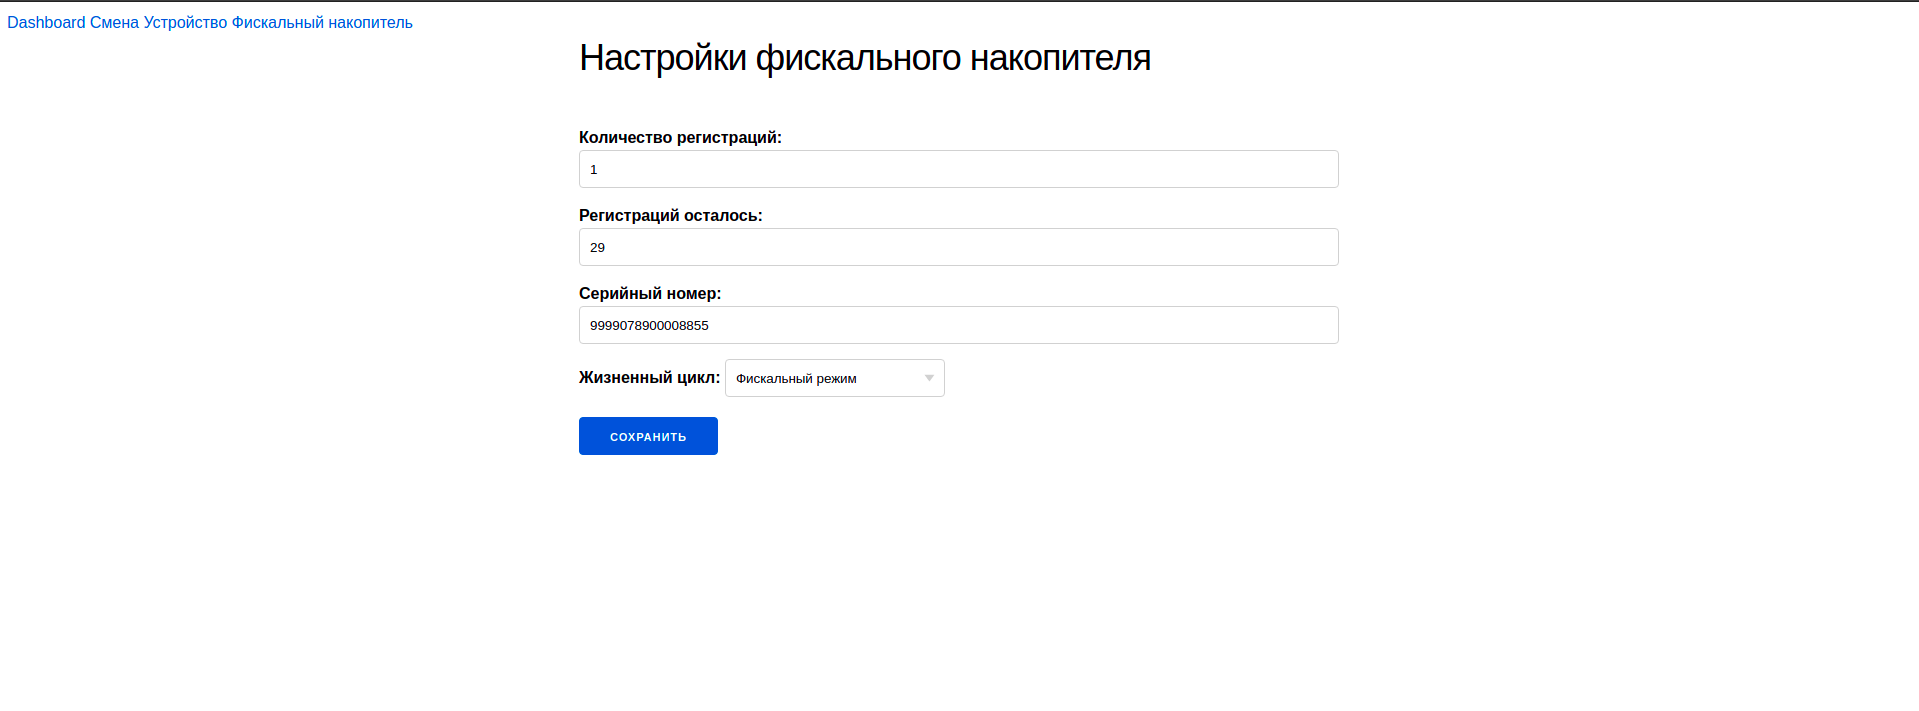 Dashboard Смена Устройство Фискальный накопитель
Настройки фискального накопителя
Количество регистраций:
1
Регистраций осталось:
29
Серийный номер:
9999078900008855
Жизненный цикл: Фискальный режим
СОХРАНИТЬ